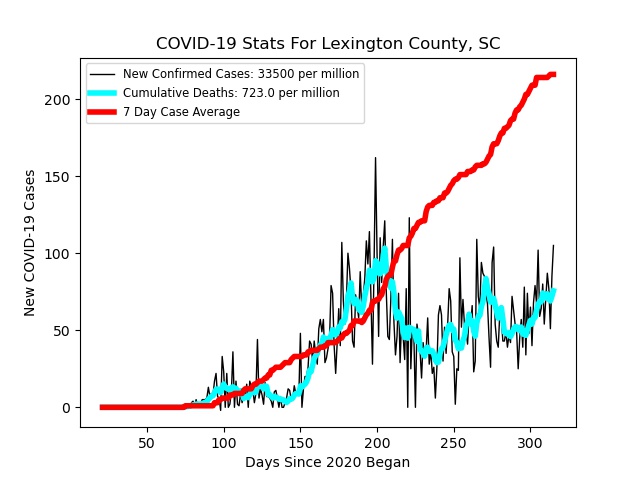 COVID-19 Stats For Lexington County, SC
New Confirmed Cases: 33500 per million
Cumulative Deaths: 723.0 per million
7 Day Case Average
New COVID-19 Cases
200
150
100
50
0
50 100 150 200 250 300
Days Since 2020 Began